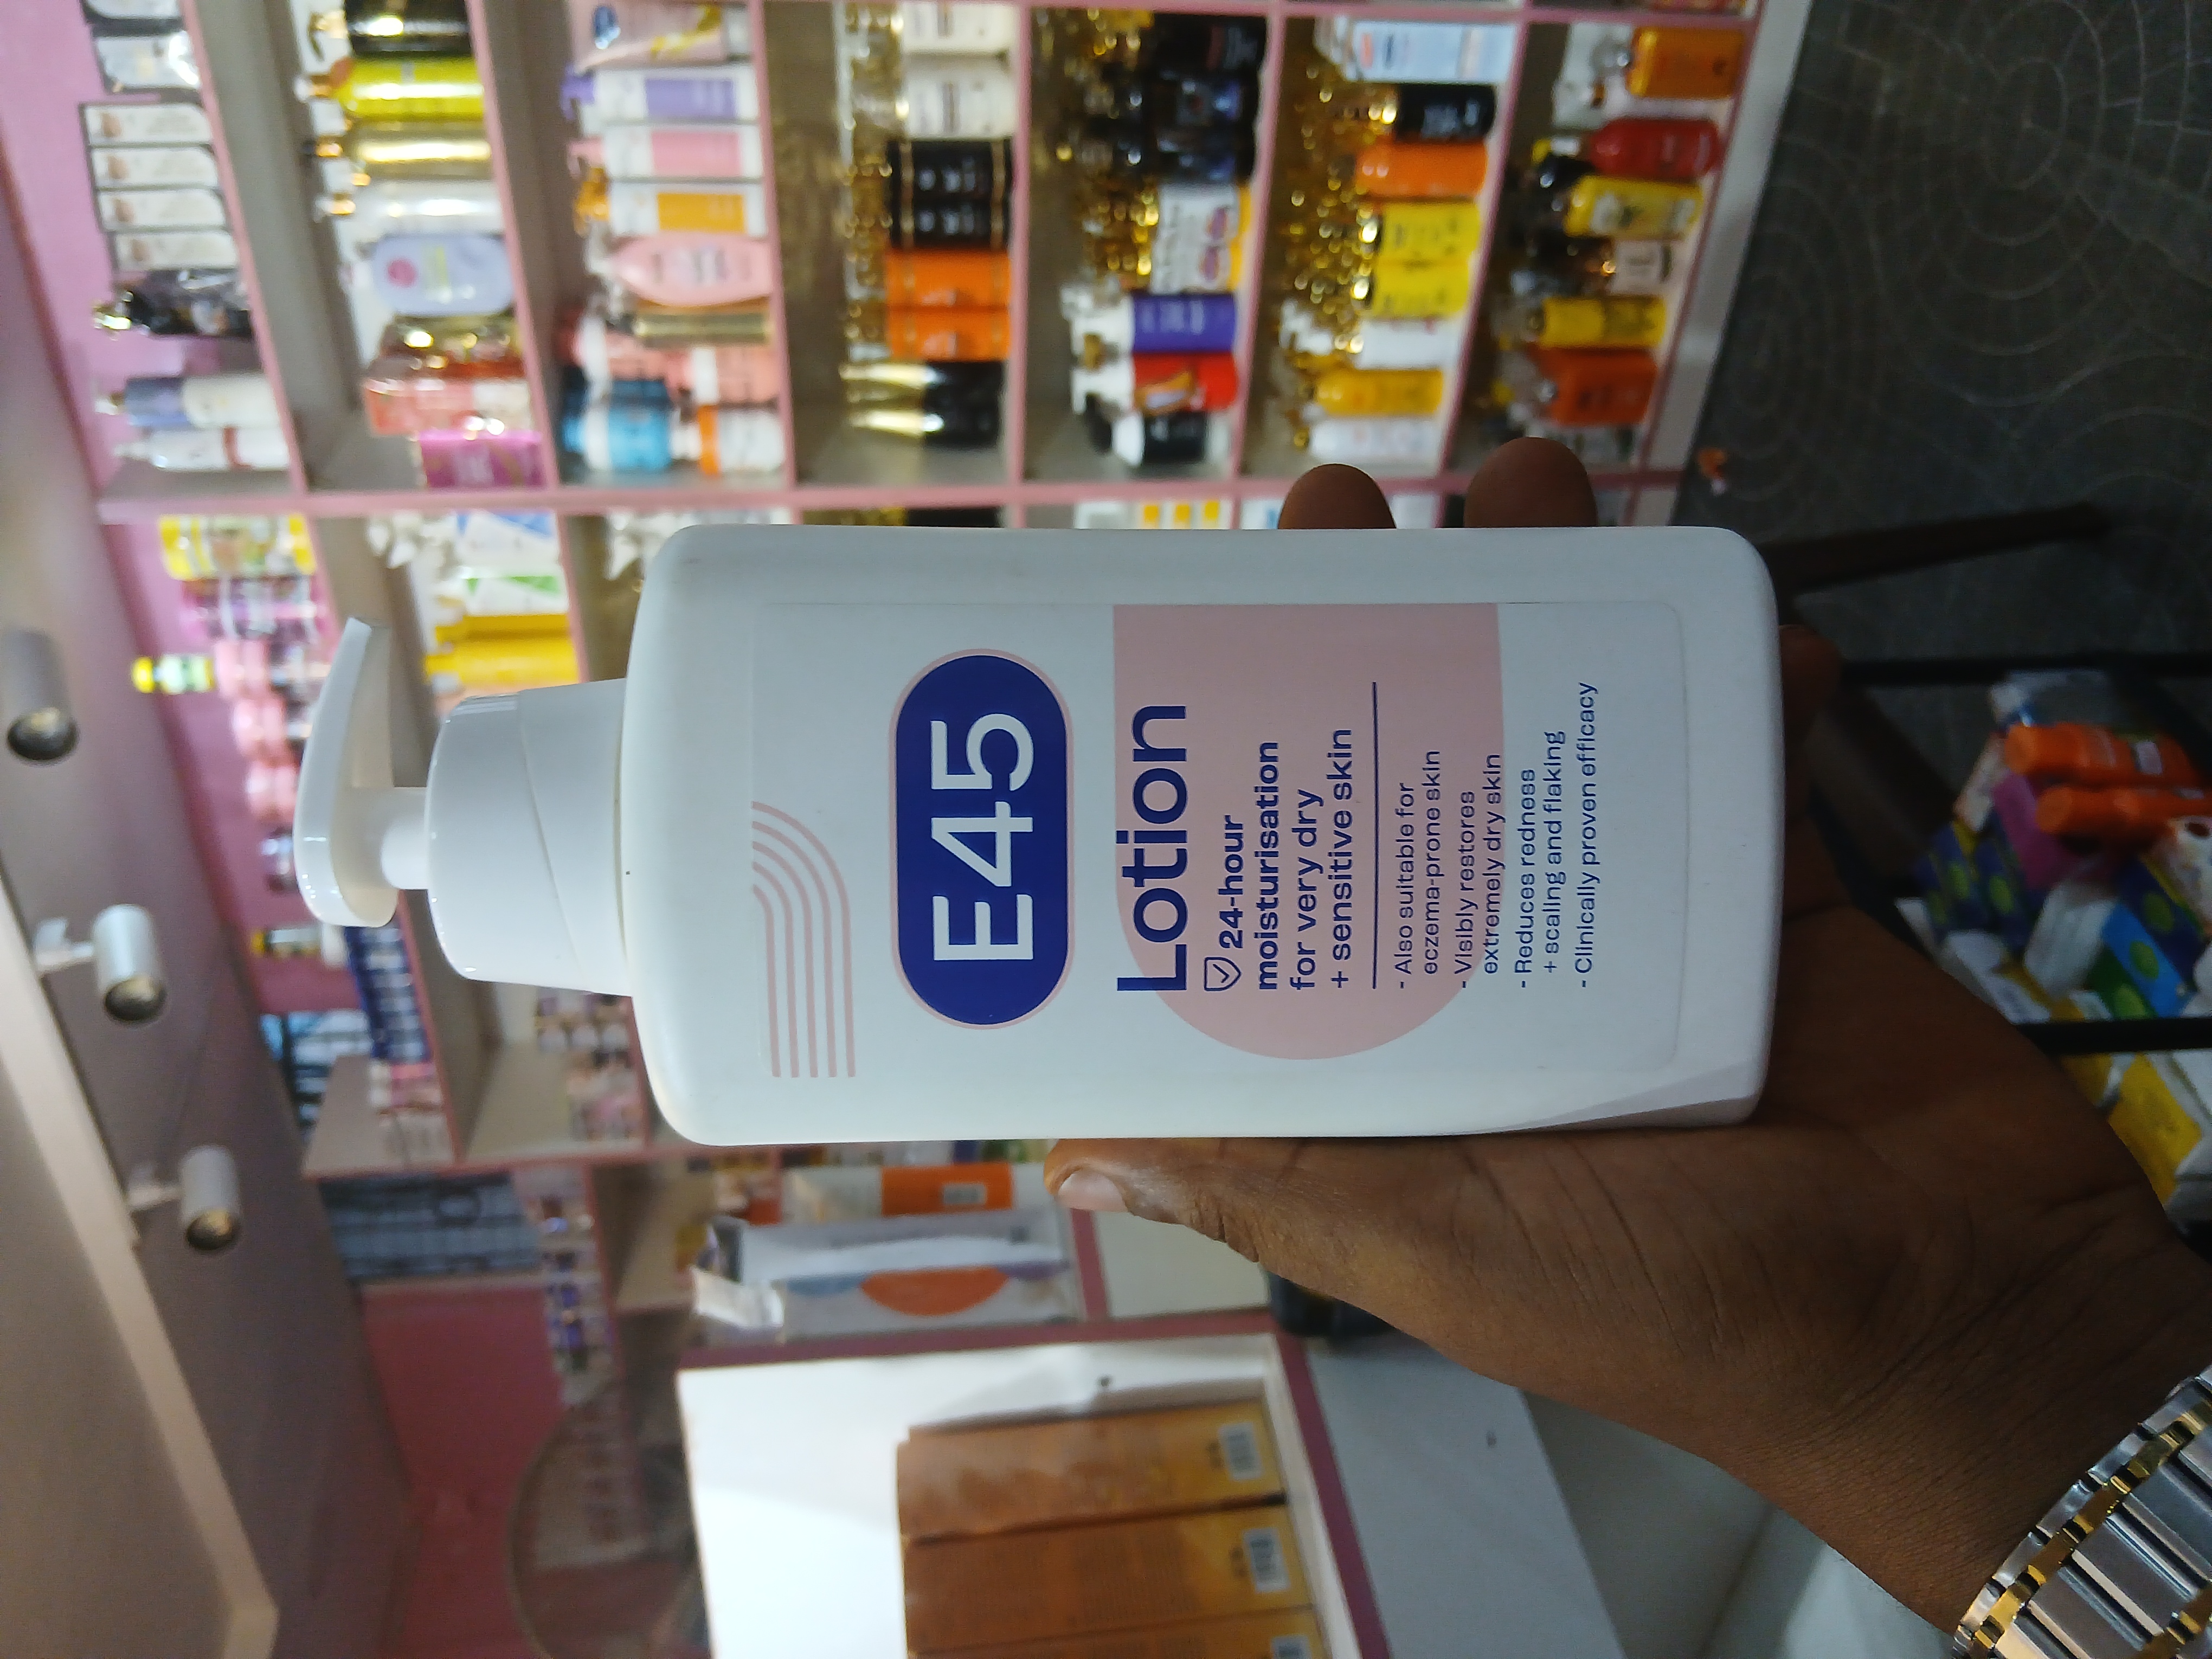 E45
Lotion
24-hour
moisturisation
for very dry
+ sensitive skin
- Also suitable for
eczema-prone skin
- Visibly restores
extremely dry skin
- Reduces redness
+ scaling and flaking
- Clinically proven efficacy